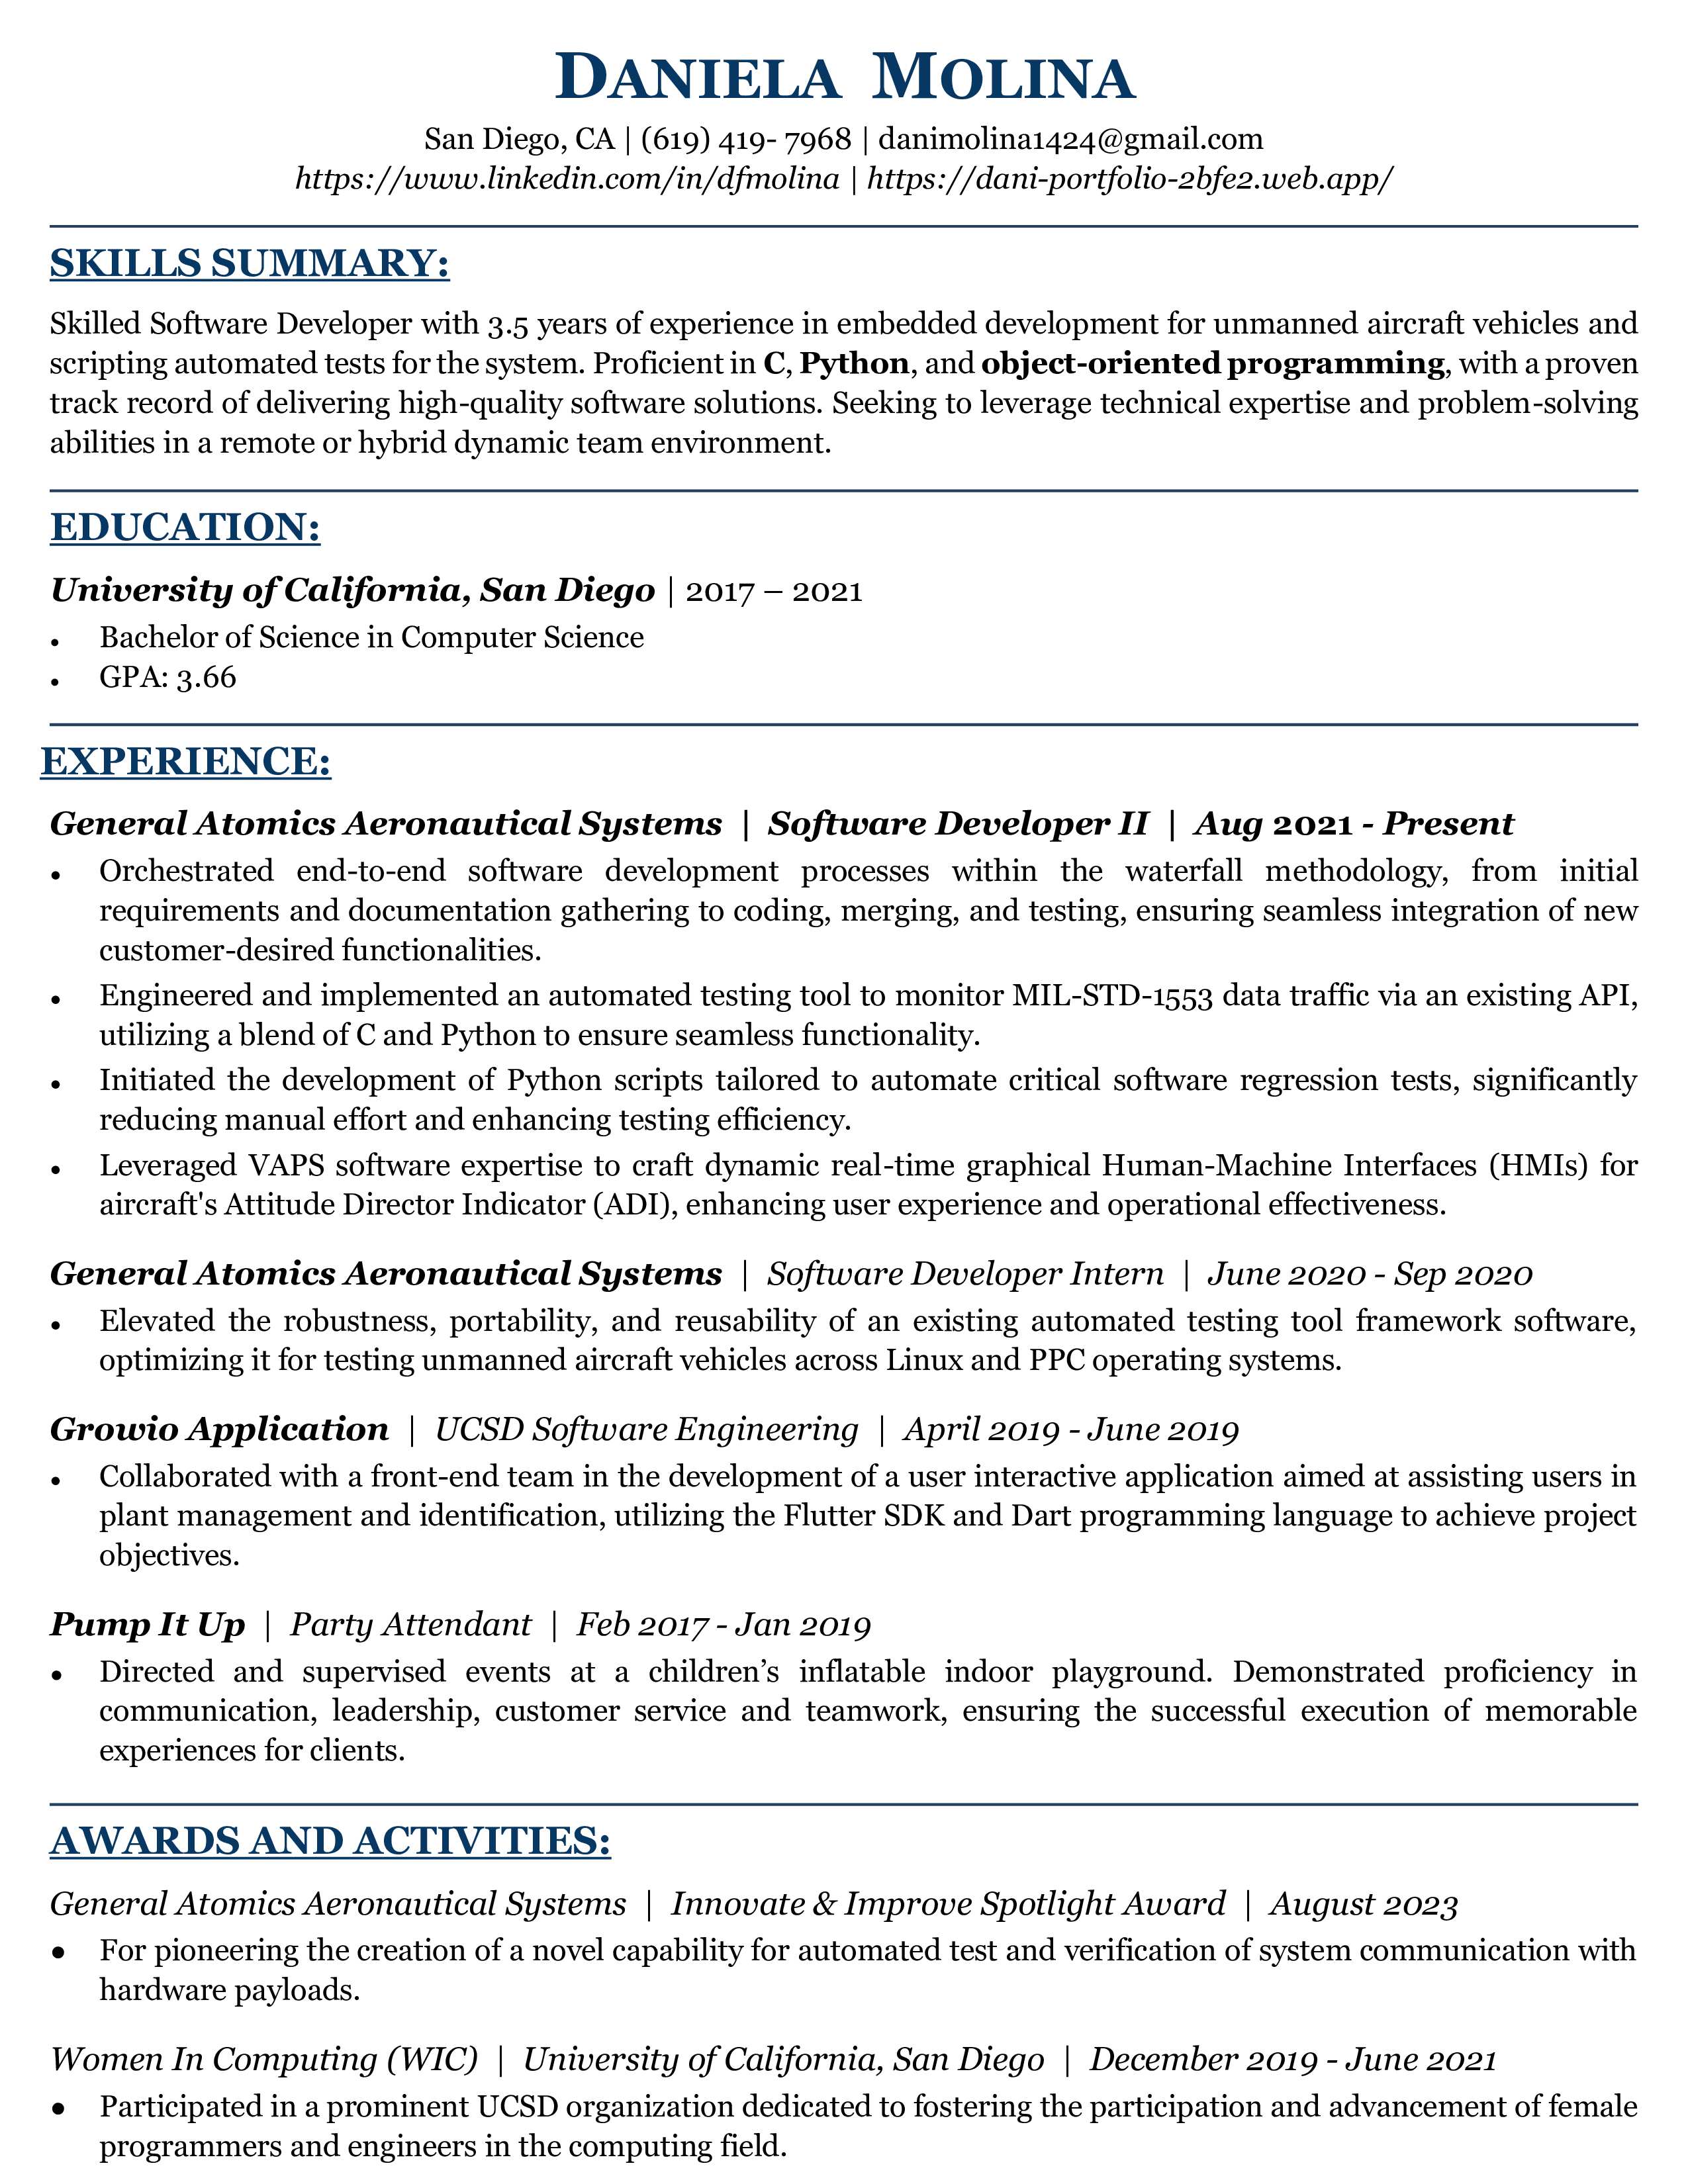 DANIELA MOLINA
San Diego, CA | (619) 419- 7968 | danimolina1424@gmail.com
https://www.linkedin.com/in/dfmolina | https://dani-portfolio-2bfe2.web.app/
SKILLS SUMMARY:
Skilled Software Developer with 3.5 years of experience in embedded development for unmanned aircraft vehicles and
scripting automated tests for the system. Proficient in C, Python, and object-oriented programming, with a proven
track record of delivering high-quality software solutions. Seeking to leverage technical expertise and problem-solving
abilities in a remote or hybrid dynamic team environment.
EDUCATION:
University of California, San Diego | 2017 – 2021
• Bachelor of Science in Computer Science
• GPA: 3.66
EXPERIENCE:
General Atomics Aeronautical Systems | Software Developer II | Aug 2021 - Present
• Orchestrated end-to-end software development processes within the waterfall methodology, from initial
requirements and documentation gathering to coding, merging, and testing, ensuring seamless integration of new
customer-desired functionalities.
• Engineered and implemented an automated testing tool to monitor MIL-STD-1553 data traffic via an existing API,
utilizing a blend of C and Python to ensure seamless functionality.
• Initiated the development of Python scripts tailored to automate critical software regression tests, significantly
reducing manual effort and enhancing testing efficiency.
• Leveraged VAPS software expertise to craft dynamic real-time graphical Human-Machine Interfaces (HMIs) for
aircraft's Attitude Director Indicator (ADI), enhancing user experience and operational effectiveness.
General Atomics Aeronautical Systems | Software Developer Intern | June 2020 - Sep 2020
• Elevated the robustness, portability, and reusability of an existing automated testing tool framework software,
optimizing it for testing unmanned aircraft vehicles across Linux and PPC operating systems.
Growio Application | UCSD Software Engineering | April 2019 - June 2019
• Collaborated with a front-end team in the development of a user interactive application aimed at assisting users in
plant management and identification, utilizing the Flutter SDK and Dart programming language to achieve project
objectives.
Pump It Up | Party Attendant | Feb 2017 - Jan 2019
• Directed and supervised events at a children’s inflatable indoor playground. Demonstrated proficiency in
communication, leadership, customer service and teamwork, ensuring the successful execution of memorable
experiences for clients.
AWARDS AND ACTIVITIES:
General Atomics Aeronautical Systems | Innovate & Improve Spotlight Award | August 2023
• For pioneering the creation of a novel capability for automated test and verification of system communication with
hardware payloads.
Women In Computing (WIC) | University of California, San Diego | December 2019 - June 2021
• Participated in a prominent UCSD organization dedicated to fostering the participation and advancement of female
programmers and engineers in the computing field.